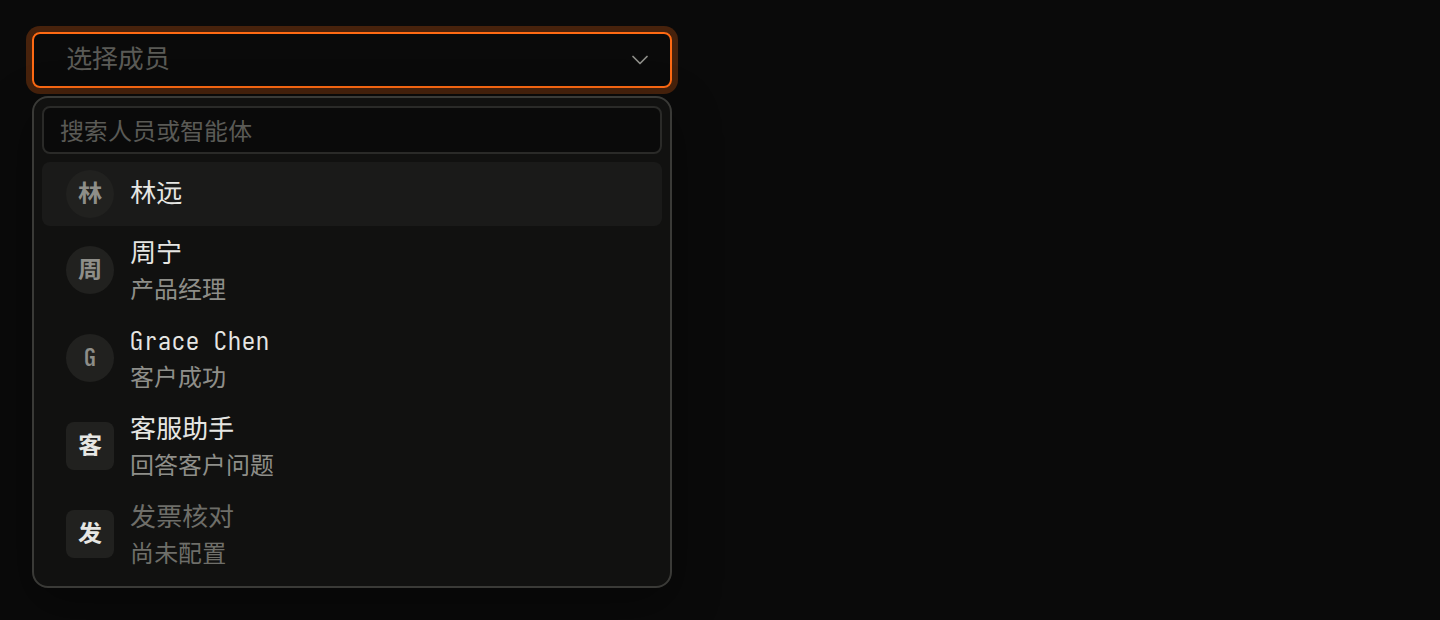 选择成员
搜索人员或智能体
林 林远
周 周宁
产品经理
G Grace Chen
客户成功
客 客服助手
回答客户问题
发 发票核对
尚未配置